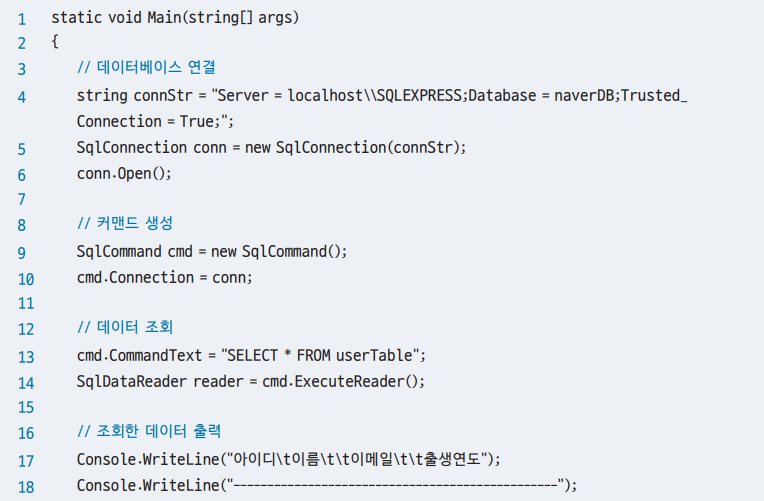 1 static void Main(string[] args)
2 {
3 // 데이터베이스 연결
4 string connStr = "Server = localhost\\SQLEXPRESS;Database = naverDB;Trusted_
Connection = True;";
5 SqlConnection conn = new SqlConnection(connStr);
6 conn.Open();
7
8 // 커맨드 생성
9 SqlCommand cmd = new SqlCommand();
10 cmd.Connection = conn;
11
12 // 데이터 조회
13 cmd.CommandText = "SELECT * FROM userTable";
14 SqlDataReader reader = cmd.ExecuteReader();
15
16 // 조회한 데이터 출력
17 Console.WriteLine("아이디\t이름\t\t이메일\t\t출생연도");
18 Console.WriteLine("------------------------------------------------");